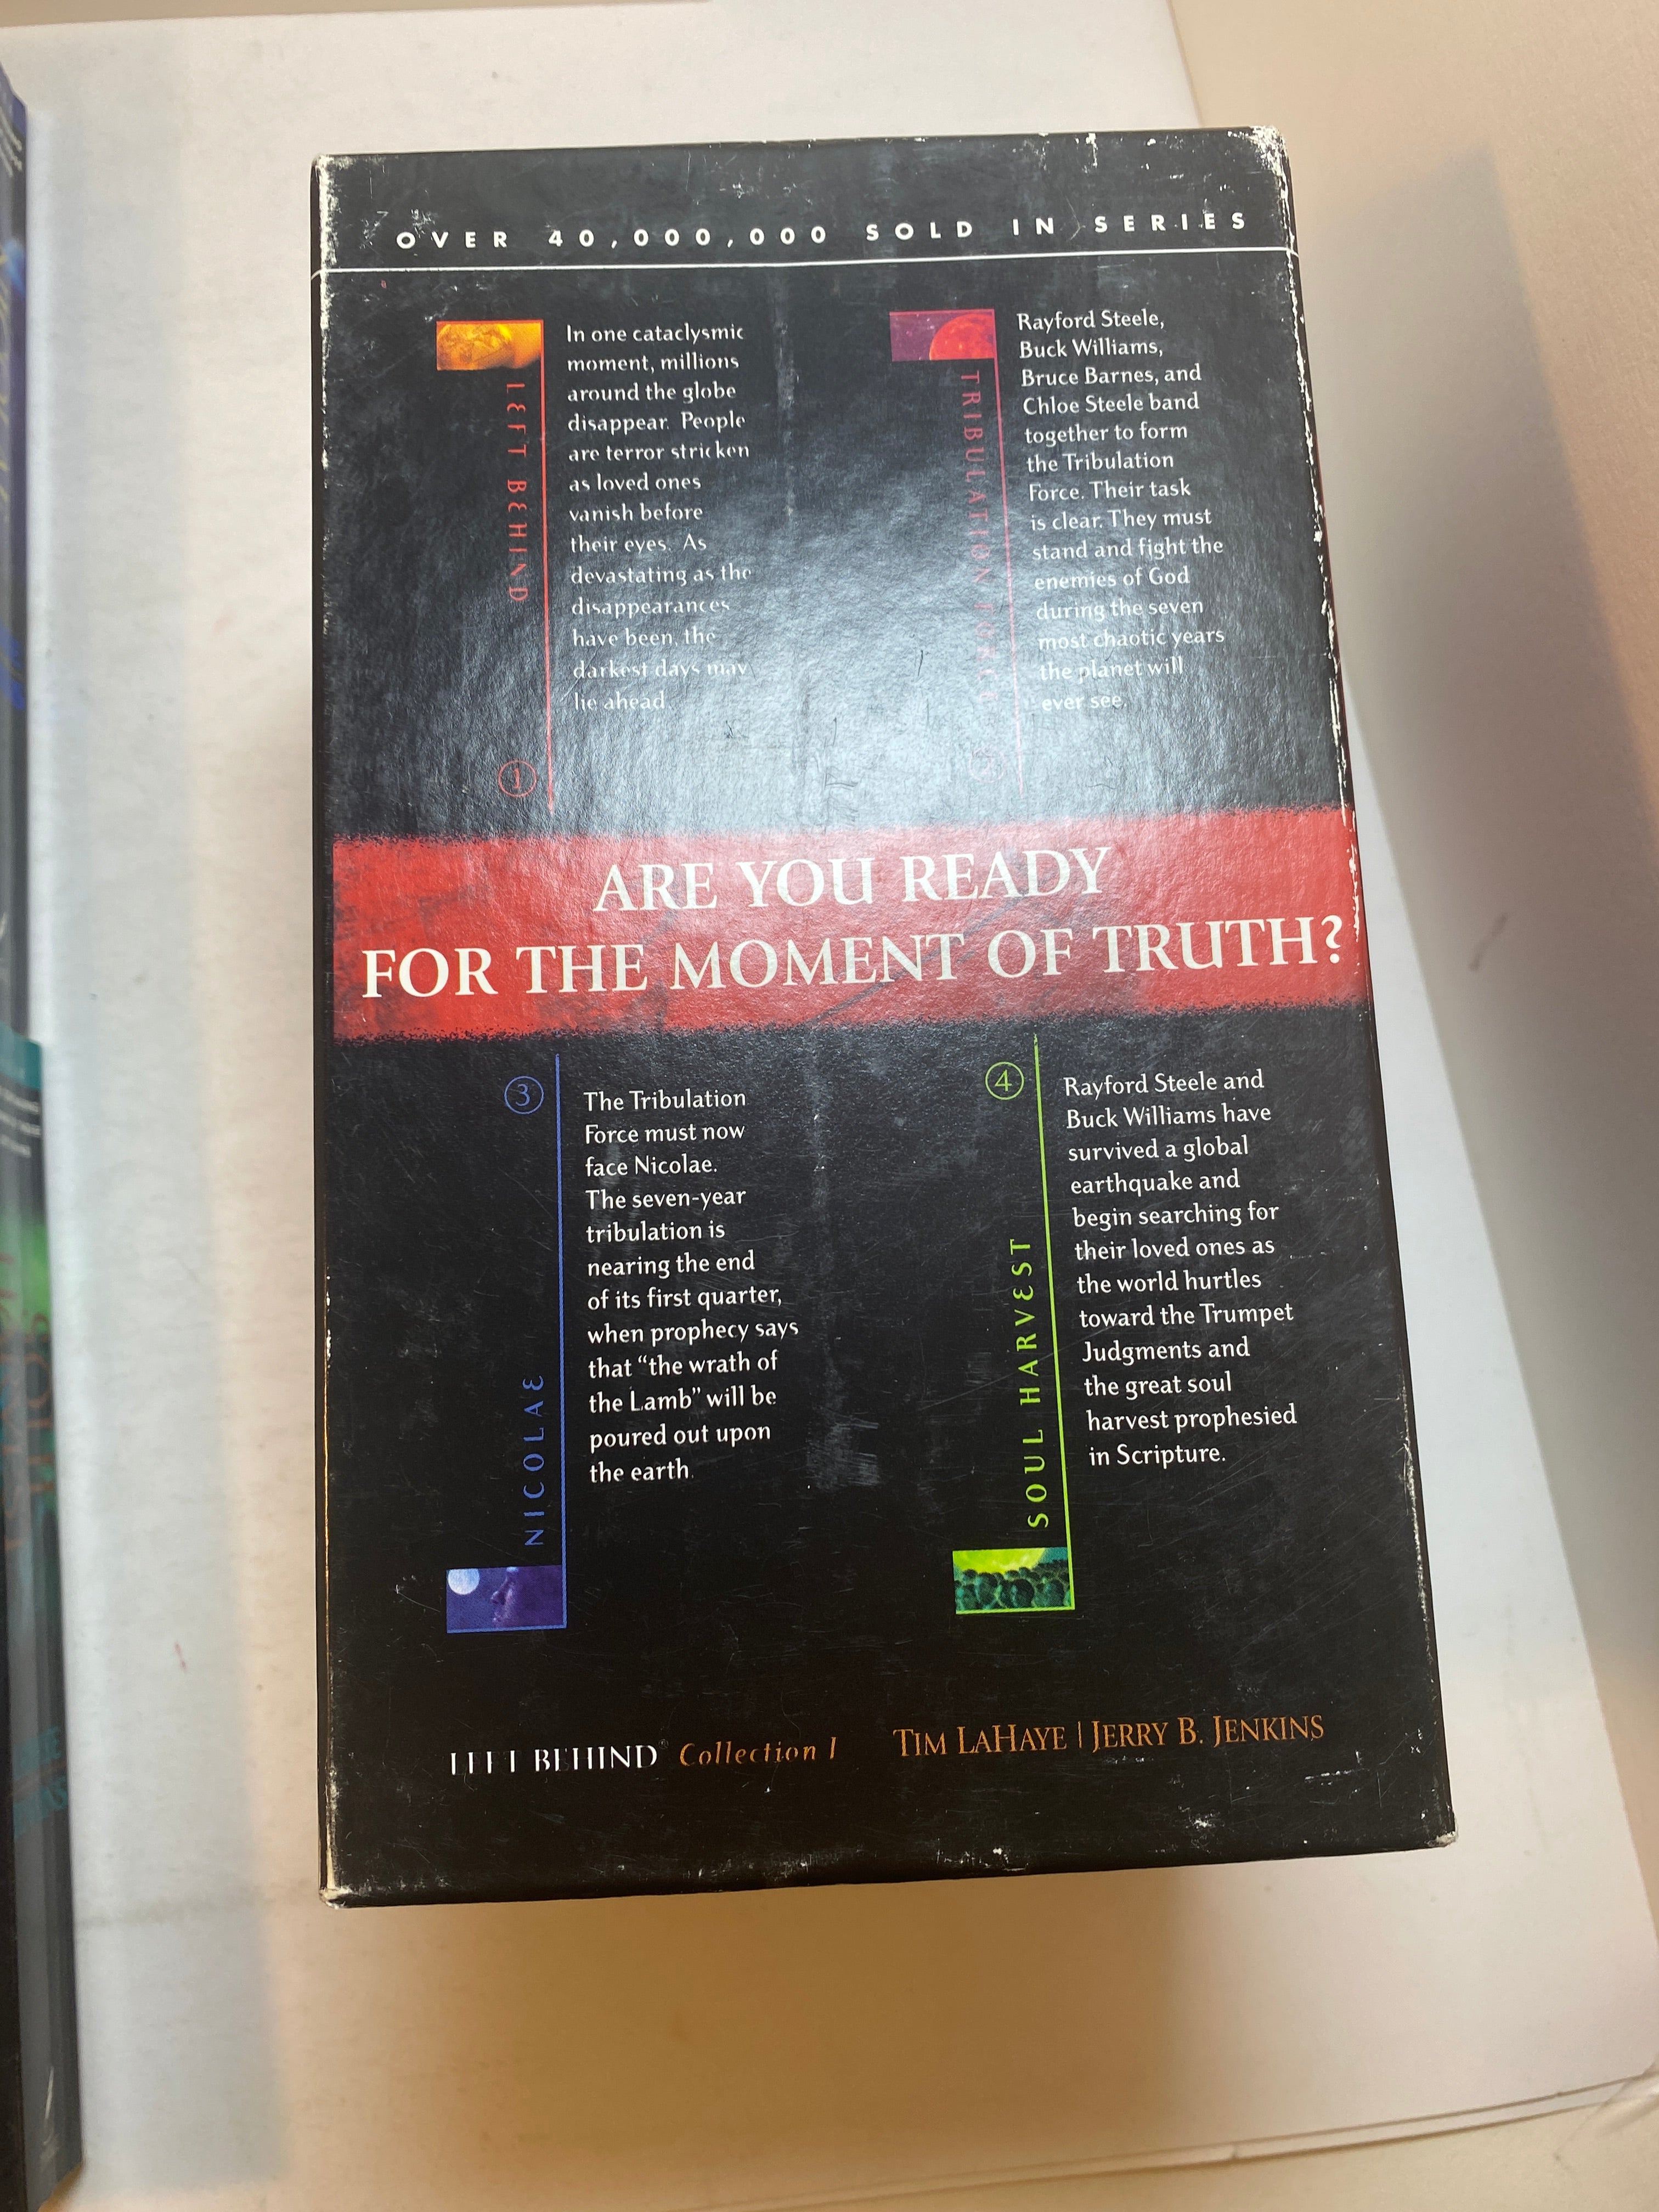 OVER 40,000,000 SOLD IN SERIES
LEFT BEHIND
1
In one cataclysmic
moment, millions
around the globe
disappear. People
are terror stricken
as loved ones
vanish before
their eyes. As
devastating as the
disappearances
have been, the
darkest days may
lie ahead.
TRIBULATION FORCE
Rayford Steele,
Buck Williams,
Bruce Barnes, and
Chloe Steele band
together to form
the Tribulation
Force. Their task
is clear. They must
stand and fight the
enemies of God
during the seven
most chaotic years
the planet will
ever see.
ARE YOU READY
FOR THE MOMENT OF TRUTH?
3
NICOLAE
The Tribulation
Force must now
face Nicolae.
The seven-year
tribulation is
nearing the end
of its first quarter,
when prophecy says
that “the wrath of
the Lamb” will be
poured out upon
the earth.
4
SOUL HARVEST
Rayford Steele and
Buck Williams have
survived a global
earthquake and
begin searching for
their loved ones as
the world hurtles
toward the Trumpet
Judgments and
the great soul
harvest prophesied
in Scripture.
LEFT BEHIND® Collection I TIM LAHAYE | JERRY B. JENKINS